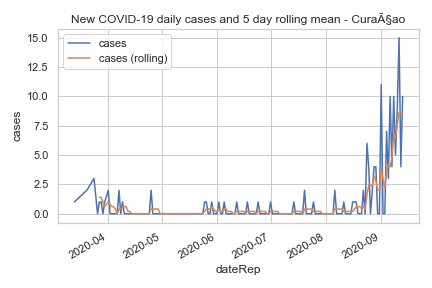 New COVID-19 daily cases and 5 day rolling mean - CuraÃ§ao
cases
cases (rolling)
15.0
12.5
10.0
7.5
5.0
2.5
0.0
cases
2020-04
2020-05
2020-06
2020-07
2020-08
2020-09
dateRep